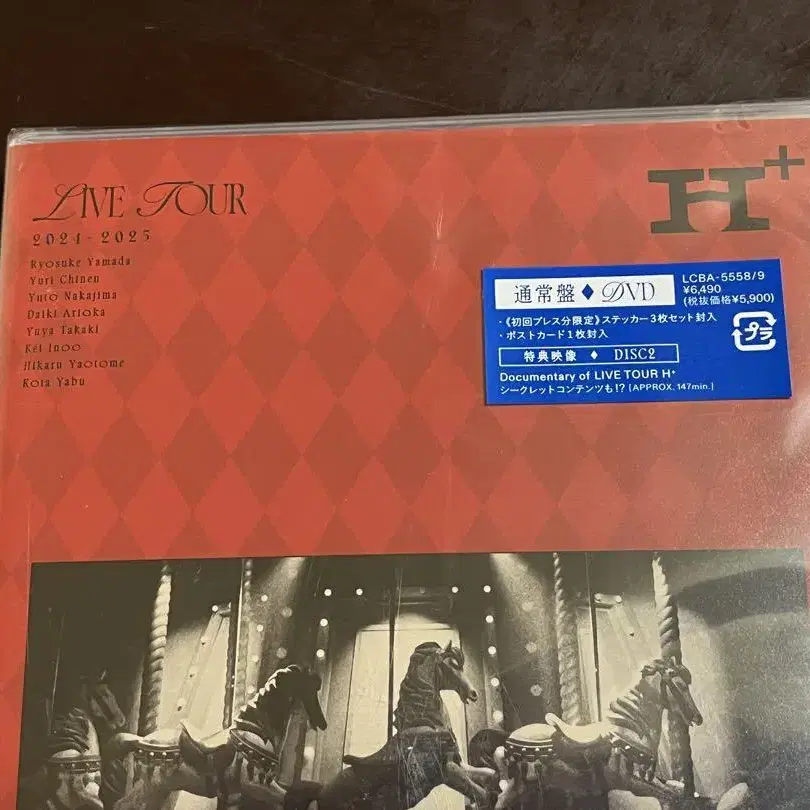 LIVE TOUR
2024-2025
Ryosuke Yamada
Yuri Chinen
Yuto Nakajima
Daiki Arioka
Yuya Takaki
Kei Inoo
Hikaru Yaotome
Kota Yabu
H+
通常盤♦DVD
LCBA-5558/9
¥6,490
(税抜価格¥5,900)
・《初回プレス分限定》ステッカー3枚セット封入
・ポストカード1枚封入
プラ
特典映像 ♦ DISC2
Documentary of LIVE TOUR H+
シークレットコンテンツも!? [APPROX. 147min.]